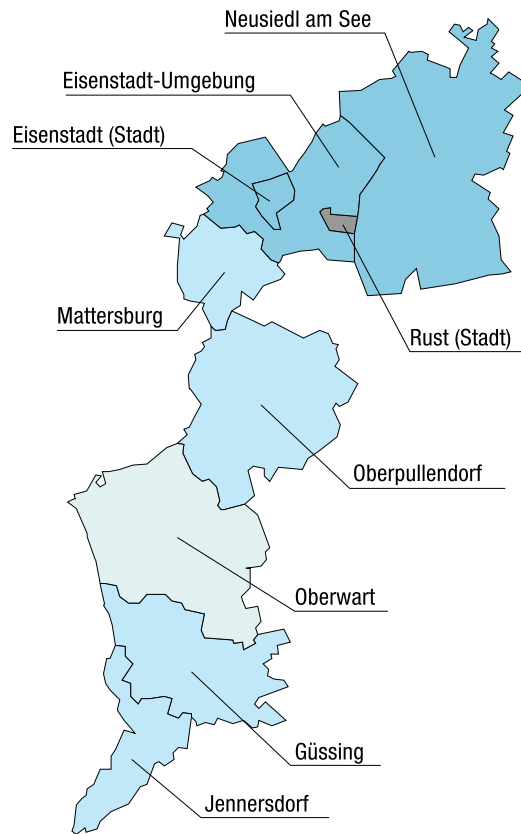 Neusiedl am See
Eisenstadt-Umgebung
Eisenstadt (Stadt)
Mattersburg
Rust (Stadt)
Oberpullendorf
Oberwart
Güssing
Jennersdorf